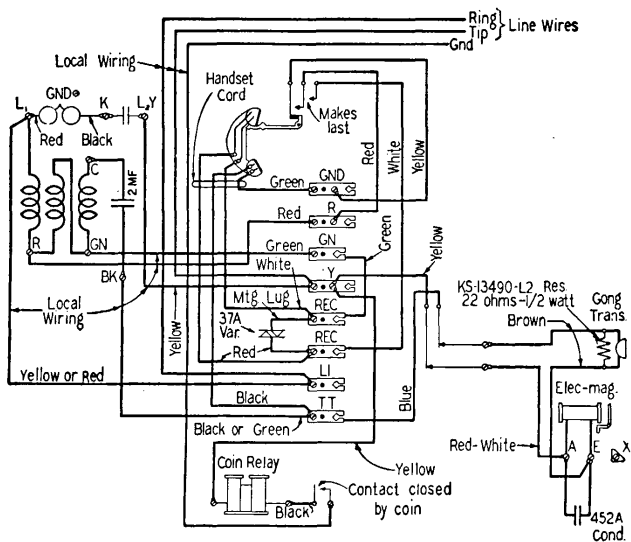 Ring
Tip
Gnd
Line Wires
Local Wiring
Handset
Cord
Makes
last
L1
GND
K
L2Y
Red
Black
Red
White
Yellow
C
2 MF
Green
GND
Red
R
R
GN
Green
GN
Green
Yellow
BK
White
Y
Local
Wiring
Mtg Lug
REC
KS-13490-L2 Res.
22 ohms-1/2 watt
Gong
Trans.
37A
Var.
Brown
Yellow
Red
REC
Yellow or Red
L1
Blue
Elec-mag.
Black
TT
Black or Green
Red-White
A
E
X
Coin Relay
Yellow
Contact closed
by coin
Black
452A
Cond.